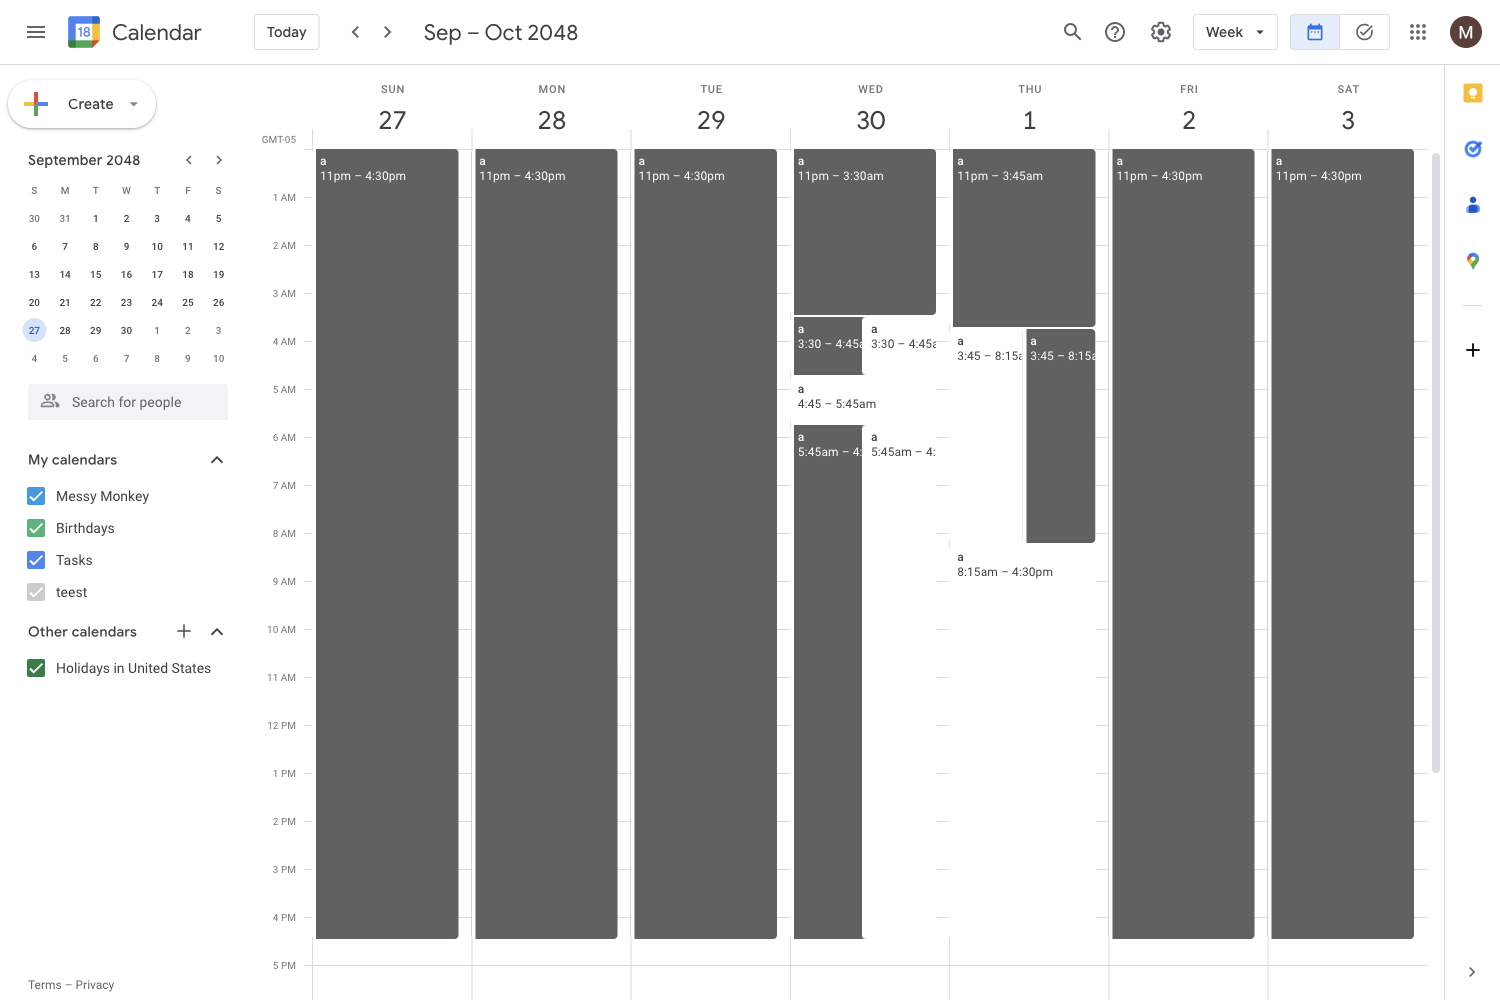 18 Calendar Today Sep – Oct 2048 Week M
Create
September 2048
S M T W T F S
30 31 1 2 3 4 5
6 7 8 9 10 11 12
13 14 15 16 17 18 19
20 21 22 23 24 25 26
27 28 29 30 1 2 3
4 5 6 7 8 9 10
Search for people
My calendars
Messy Monkey
Birthdays
Tasks
teest
Other calendars
Holidays in United States
Terms – Privacy
SUN MON TUE WED THU FRI SAT
27 28 29 30 1 2 3
GMT-05
1 AM
2 AM
3 AM
4 AM
5 AM
6 AM
7 AM
8 AM
9 AM
10 AM
11 AM
12 PM
1 PM
2 PM
3 PM
4 PM
5 PM
a
11pm – 4:30pm
a
11pm – 4:30pm
a
11pm – 4:30pm
a
11pm – 3:30am
a
3:30 – 4:45a
a
3:30 – 4:45a
a
4:45 – 5:45am
a
5:45am – 4:
a
5:45am – 4:
a
11pm – 3:45am
a
3:45 – 8:15a
a
3:45 – 8:15a
a
8:15am – 4:30pm
a
11pm – 4:30pm
a
11pm – 4:30pm